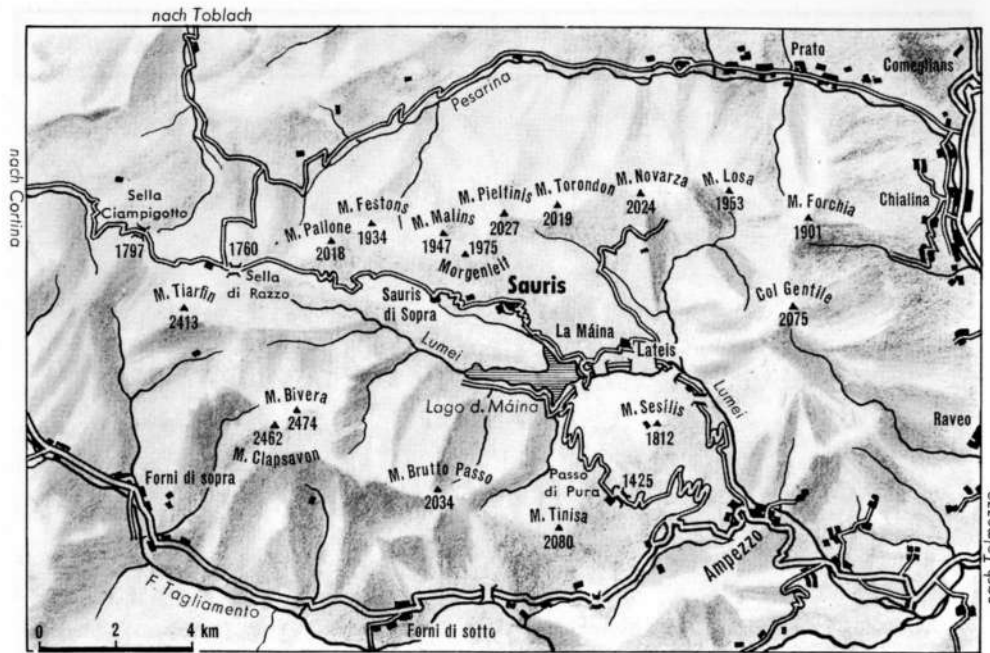 nach Toblach
Prato
Comeglians
Pesarina
nach Cortina
Sella
Ciampigotto
1797
1760
Sella
di Razzo
M. Pallone
2018
M. Festons
1934
M. Malins
1947
1975
Morgenleit
M. Pieltinis
2027
M. Torondon
2019
M. Novarza
2024
M. Losa
1953
M. Forchia
1901
Chialina
M. Tiarfin
2413
Sauris
di Sopra
Sauris
Col Gentile
2075
La Máina
Lateis
Lumei
Lumei
Lago d. Máina
M. Bivera
2474
2462
M. Clapsavon
M. Sesilis
1812
Raveo
Forni di sopra
M. Brutto Passo
2034
Passo
di Pura
1425
M. Tinisa
2080
Ampezzo
nach Tolmezzo
F. Tagliamento
Forni di sotto
0 2 4 km